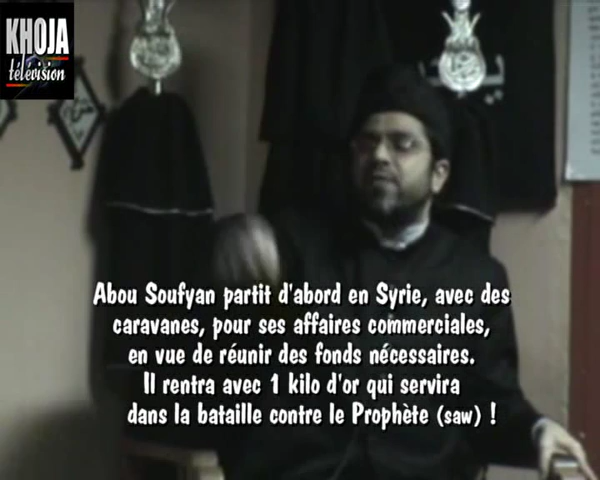 KHOJA
télévision
Abou Soufyan partit d'abord en Syrie, avec des
caravanes, pour ses affaires commerciales,
en vue de réunir des fonds nécessaires.
Il rentra avec 1 kilo d'or qui servira
dans la bataille contre le Prophète (saw) !